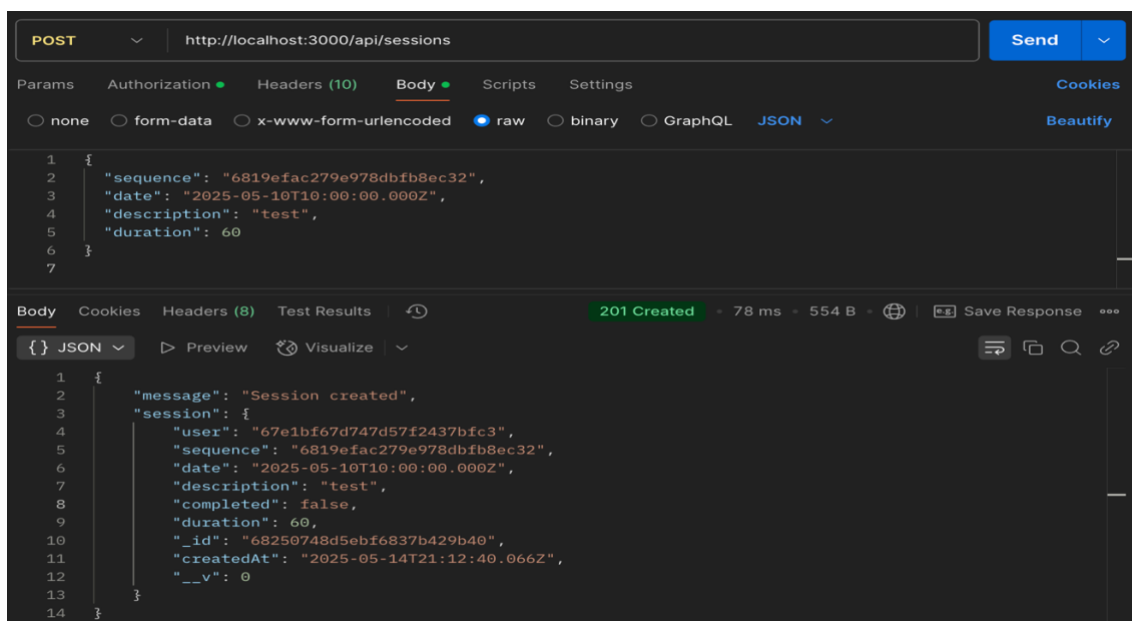 POST http://localhost:3000/api/sessions Send
Params Authorization Headers (10) Body Scripts Settings Cookies
none form-data x-www-form-urlencoded raw binary GraphQL JSON Beautify
1 {
2 "sequence": "6819efac279e978dbfb8ec32",
3 "date": "2025-05-10T10:00:00.000Z",
4 "description": "test",
5 "duration": 60
6 }
7
Body Cookies Headers (8) Test Results 201 Created • 78 ms • 554 B • e.g. Save Response
{} JSON Preview Visualize
1 {
2 "message": "Session created",
3 "session": {
4 "user": "67e1bf67d747d57f2437bfc3",
5 "sequence": "6819efac279e978dbfb8ec32",
6 "date": "2025-05-10T10:00:00.000Z",
7 "description": "test",
8 "completed": false,
9 "duration": 60,
10 "_id": "68250748d5ebf6837b429b40",
11 "createdAt": "2025-05-14T21:12:40.066Z",
12 "__v": 0
13 }
14 }